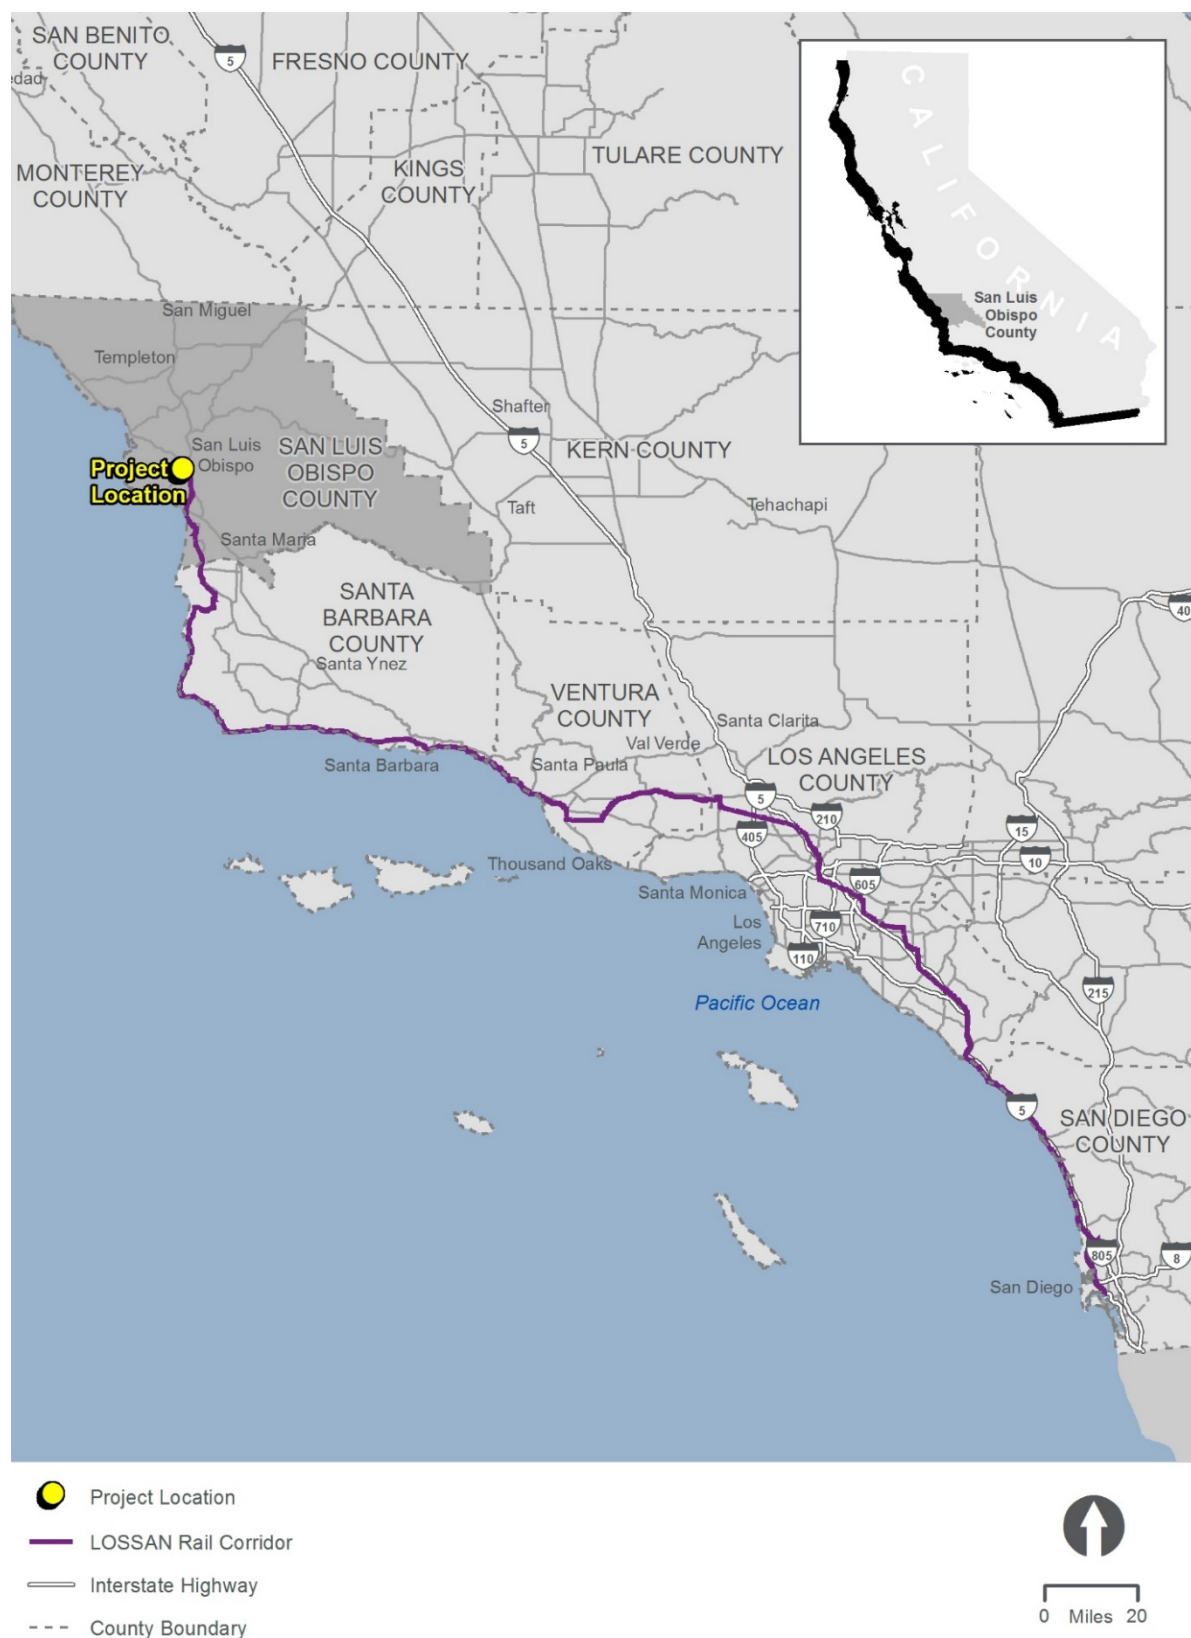 SAN BENITO
COUNTY
5
FRESNO COUNTY
edad
MONTEREY
COUNTY
KINGS
COUNTY
TULARE COUNTY
CALIFORNIA
San Luis
Obispo
County
San Miguel
Templeton
San Luis
Obispo
SAN LUIS
OBISPO
COUNTY
Project
Location
Shafter
5
KERN COUNTY
Taft
Tehachapi
Santa Maria
SANTA
BARBARA
COUNTY
Santa Ynez
40
VENTURA
COUNTY
Santa Clarita
Val Verde
Santa Barbara
Santa Paula
LOS ANGELES
COUNTY
5
210
405
15
10
Thousand Oaks
605
Santa Monica
Los
Angeles
710
110
215
Pacific Ocean
5
SAN DIEGO
COUNTY
805
8
San Diego
Project Location
LOSSAN Rail Corridor
Interstate Highway
County Boundary
0 Miles 20